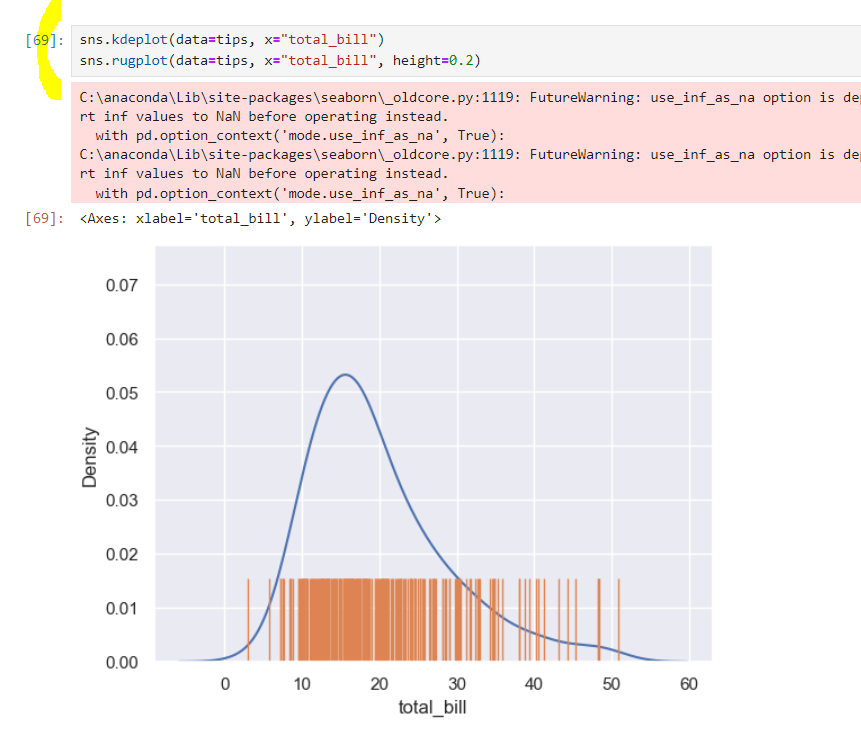 [69]: sns.kdeplot(data=tips, x="total_bill")
sns.rugplot(data=tips, x="total_bill", height=0.2)
C:\anaconda\Lib\site-packages\seaborn\_oldcore.py:1119: FutureWarning: use_inf_as_na option is
rt inf values to NaN before operating instead.
with pd.option_context('mode.use_inf_as_na', True):
C:\anaconda\Lib\site-packages\seaborn\_oldcore.py:1119: FutureWarning: use_inf_as_na option is
rt inf values to NaN before operating instead.
with pd.option_context('mode.use_inf_as_na', True):
[69]: <Axes: xlabel='total_bill', ylabel='Density'>
0.07
0.06
0.05
0.04
0.03
0.02
0.01
0.00
Density
0 10 20 30 40 50 60
total_bill